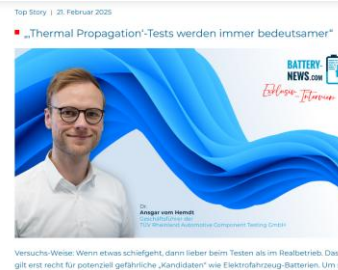 Top Story | 21. Februar 2025
„‚Thermal Propagation'-Tests werden immer bedeutsamer“
BATTERY-
NEWS.COM
Exklusiv-Interview
Dr.
Ansgar vom Hemdt
Geschäftsführer der
TÜV Rheinland Automotive Component Testing GmbH
Versuchs-Weise: Wenn etwas schiefgeht, dann lieber beim Testen als im Realbetrieb. Das
gilt erst recht für potenziell gefährliche „Kandidaten“ wie Elektrofahrzeug-Batterien. Um